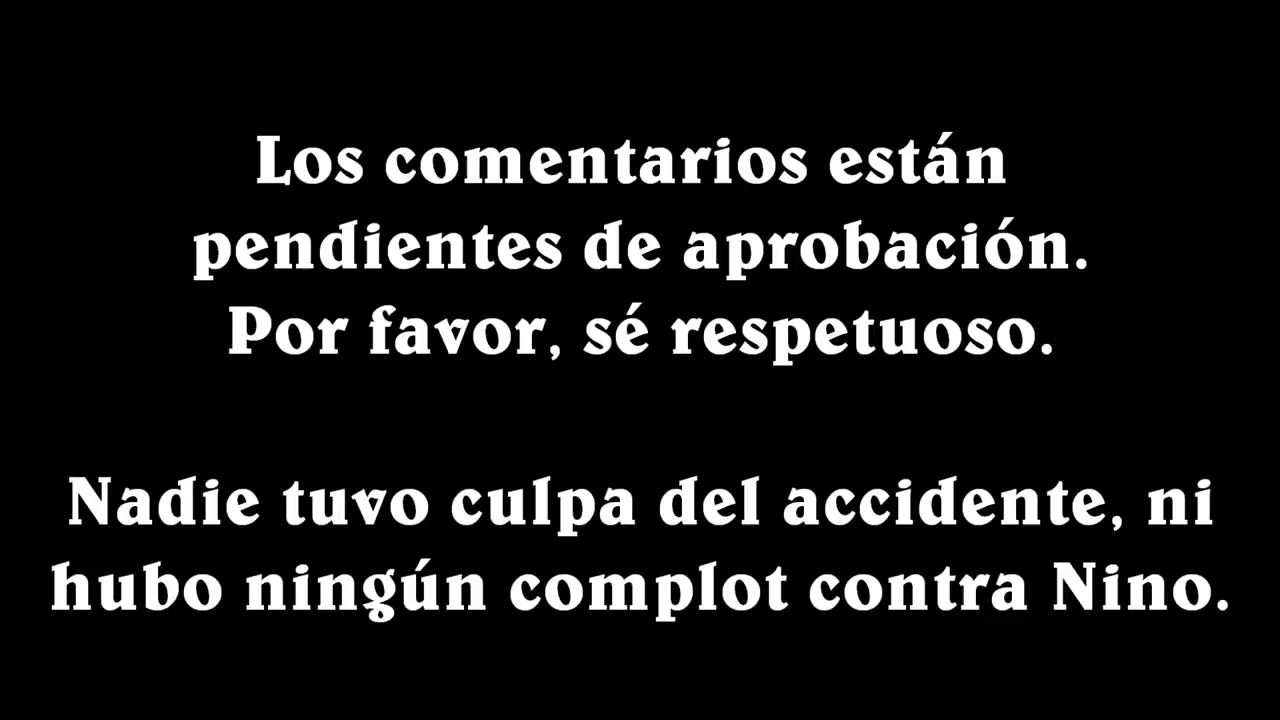 Los comentarios están
pendientes de aprobación.
Por favor, sé respetuoso.
Nadie tuvo culpa del accidente, ni
hubo ningún complot contra Nino.